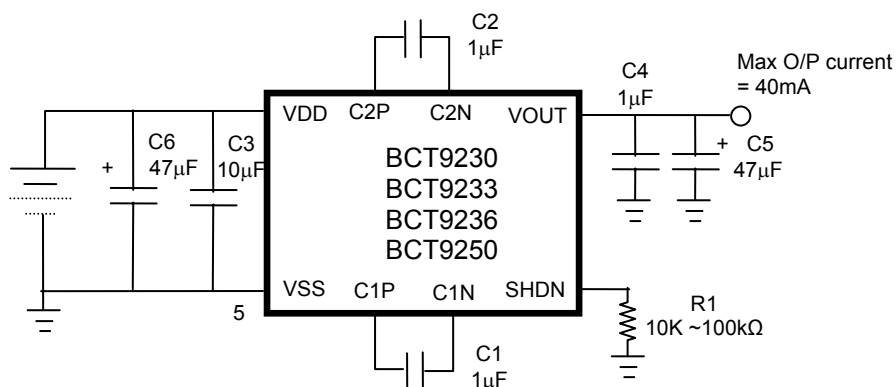 C2
1μF
Max O/P current
= 40mA
C4
1μF
VDD
C2P
C2N
VOUT
C6
47μF
+
C3
10μF
+
C5
47μF
BCT9230
BCT9233
BCT9236
BCT9250
VSS
C1P
C1N
SHDN
5
R1
10K ~100kΩ
C1
1μF